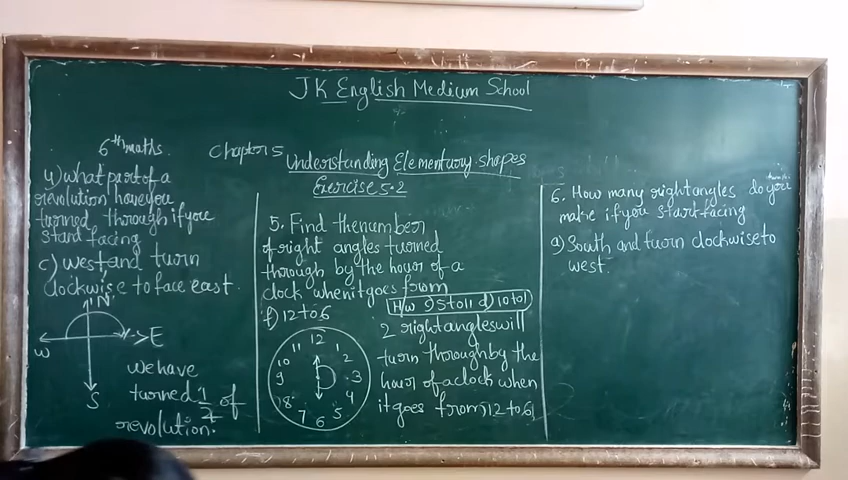 JK English Medium School
6th maths.
Chapter 5
Understanding Elementary shapes
Exercise 5.2
4) what part of a
revolution have you
turned through if you
start facing
c) west and turn
clockwise to face east.
N
W
E
S
we have
turned 1/2 of
revolution.
5. Find the number
of right angles turned
through by the hour of a
clock when it goes from
H/w c) 5 to 11 d) 10 to 1
f) 12 to 6
12
11
1
10
2
9
3
8
4
7
5
6
2 right angles will
turn through by the
hour of a clock when
it goes from 12 to 6
6. How many right angles do you
make if you start facing
a) South and turn clockwise to
west.